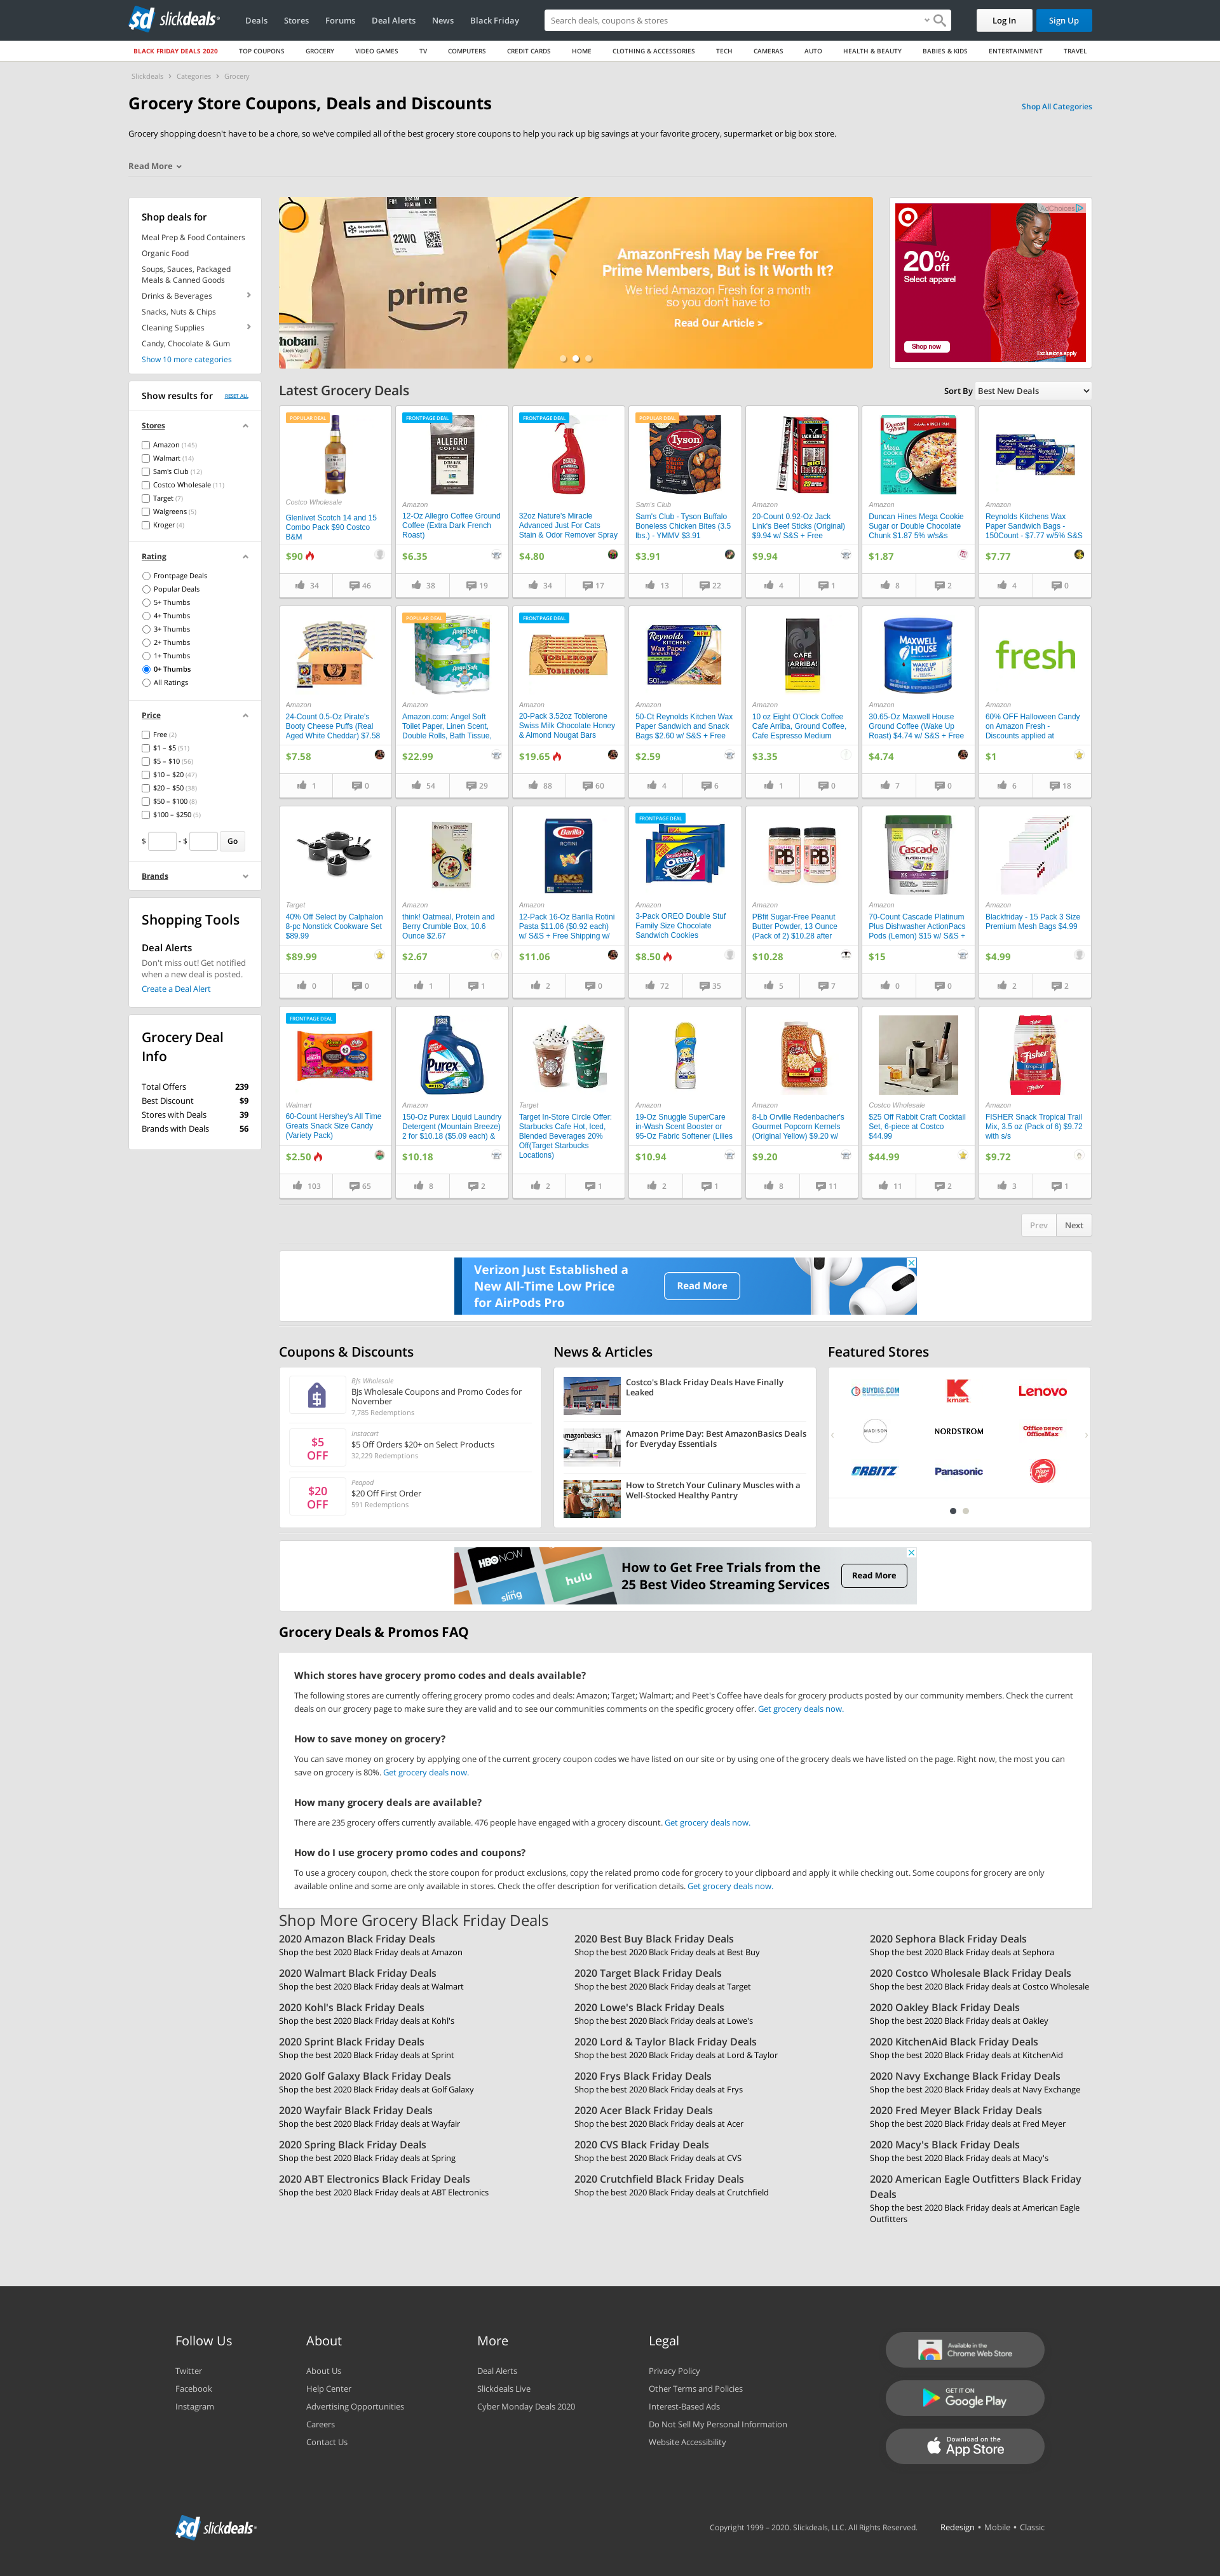 sd slickdeals
Deals Stores Forums Deal Alerts News Black Friday
Search deals, coupons & stores
Log In Sign Up
BLACK FRIDAY DEALS 2020 TOP COUPONS GROCERY VIDEO GAMES TV COMPUTERS CREDIT CARDS HOME CLOTHING & ACCESSORIES TECH CAMERAS AUTO HEALTH & BEAUTY BABIES & KIDS ENTERTAINMENT TRAVEL
Slickdeals › Categories › Grocery
Grocery Store Coupons, Deals and Discounts
Shop All Categories
Grocery shopping doesn't have to be a chore, so we've compiled all of the best grocery store coupons to help you rack up big savings at your favorite grocery, supermarket or big box store.
Read More
Shop deals for
Meal Prep & Food Containers
Organic Food
Soups, Sauces, Packaged
Meals & Canned Goods
Drinks & Beverages
Snacks, Nuts & Chips
Cleaning Supplies
Candy, Chocolate & Gum
Show 10 more categories
Show results for RESET ALL
Stores
Amazon (145)
Walmart (14)
Sam's Club (12)
Costco Wholesale (11)
Target (7)
Walgreens (5)
Kroger (4)
Rating
Frontpage Deals
Popular Deals
5+ Thumbs
4+ Thumbs
3+ Thumbs
2+ Thumbs
1+ Thumbs
0+ Thumbs
All Ratings
Price
Free (2)
$1 – $5 (51)
$5 – $10 (56)
$10 – $20 (47)
$20 – $50 (38)
$50 – $100 (8)
$100 – $250 (5)
$ - $ Go
Brands
Shopping Tools
Deal Alerts
Don't miss out! Get notified
when a new deal is posted.
Create a Deal Alert
Grocery Deal
Info
Total Offers 239
Best Discount $9
Stores with Deals 39
Brands with Deals 56
22WQ
prime
Chobani
AmazonFresh May be Free for
Prime Members, But is It Worth It?
We tried Amazon Fresh for a month
so you don't have to
Read Our Article >
AdChoices
20% off
Select apparel
Shop now
Exclusions apply
Latest Grocery Deals
Sort By Best New Deals
POPULAR DEAL
Costco Wholesale
Glenlivet Scotch 14 and 15
Combo Pack $90 Costco
B&M
$90
34 46
FRONTPAGE DEAL
ALLEGRO
COFFEE
Amazon
12-Oz Allegro Coffee Ground
Coffee (Extra Dark French
Roast)
$6.35
38 19
FRONTPAGE DEAL
Amazon
32oz Nature's Miracle
Advanced Just For Cats
Stain & Odor Remover Spray
$4.80
34 17
POPULAR DEAL
Tyson
Sam's Club
Sam's Club - Tyson Buffalo
Boneless Chicken Bites (3.5
lbs.) - YMMV $3.91
$3.91
13 22
Amazon
20-Count 0.92-Oz Jack
Link's Beef Sticks (Original)
$9.94 w/ S&S + Free
$9.94
4 1
Duncan Hines
MEGA COOKIE
Amazon
Duncan Hines Mega Cookie
Sugar or Double Chocolate
Chunk $1.87 5% w/s&s
$1.87
8 2
Amazon
Reynolds Kitchens Wax
Paper Sandwich Bags -
150Count - $7.77 w/5% S&S
$7.77
4 0
Amazon
24-Count 0.5-Oz Pirate's
Booty Cheese Puffs (Real
Aged White Cheddar) $7.58
$7.58
1 0
POPULAR DEAL
Angel Soft
Amazon
Amazon.com: Angel Soft
Toilet Paper, Linen Scent,
Double Rolls, Bath Tissue,
$22.99
54 29
FRONTPAGE DEAL
TOBLERONE
Amazon
20-Pack 3.52oz Toblerone
Swiss Milk Chocolate Honey
& Almond Nougat Bars
$19.65
88 60
Reynolds
KITCHENS
Wax Paper
NEW
50
Amazon
50-Ct Reynolds Kitchen Wax
Paper Sandwich and Snack
Bags $2.60 w/ S&S + Free
$2.59
4 6
CAFÉ
¡ARRIBA!
Amazon
10 oz Eight O'Clock Coffee
Cafe Arriba, Ground Coffee,
Cafe Espresso Medium
$3.35
1 0
MAXWELL
HOUSE
WAKE UP
ROAST
Amazon
30.65-Oz Maxwell House
Ground Coffee (Wake Up
Roast) $4.74 w/ S&S + Free
$4.74
7 0
fresh
Amazon
60% OFF Halloween Candy
on Amazon Fresh -
Discounts applied at
$1
6 18
Target
40% Off Select by Calphalon
8-pc Nonstick Cookware Set
$89.99
$89.99
0 0
Amazon
think! Oatmeal, Protein and
Berry Crumble Box, 10.6
Ounce $2.67
$2.67
1 1
Barilla
ROTINI
Amazon
12-Pack 16-Oz Barilla Rotini
Pasta $11.06 ($0.92 each)
w/ S&S + Free Shipping w/
$11.06
2 0
FRONTPAGE DEAL
OREO
Amazon
3-Pack OREO Double Stuf
Family Size Chocolate
Sandwich Cookies
$8.50
72 35
PB PB
Amazon
PBfit Sugar-Free Peanut
Butter Powder, 13 Ounce
(Pack of 2) $10.28 after
$10.28
5 7
Cascade
Amazon
70-Count Cascade Platinum
Plus Dishwasher ActionPacs
Pods (Lemon) $15 w/ S&S +
$15
0 0
Amazon
Blackfriday - 15 Pack 3 Size
Premium Mesh Bags $4.99
$4.99
2 2
FRONTPAGE DEAL
Walmart
60-Count Hershey's All Time
Greats Snack Size Candy
(Variety Pack)
$2.50
103 65
Purex
Amazon
150-Oz Purex Liquid Laundry
Detergent (Mountain Breeze)
2 for $10.18 ($5.09 each) &
$10.18
8 2
Target
Target In-Store Circle Offer:
Starbucks Cafe Hot, Iced,
Blended Beverages 20%
Off(Target Starbucks
Locations)
2 1
Snuggle
Amazon
19-Oz Snuggle SuperCare
in-Wash Scent Booster or
95-Oz Fabric Softener (Lilies
$10.94
2 1
Amazon
8-Lb Orville Redenbacher's
Gourmet Popcorn Kernels
(Original Yellow) $9.20 w/
$9.20
8 11
Costco Wholesale
$25 Off Rabbit Craft Cocktail
Set, 6-piece at Costco
$44.99
$44.99
11 2
Fisher
tropical
Amazon
FISHER Snack Tropical Trail
Mix, 3.5 oz (Pack of 6) $9.72
with s/s
$9.72
3 1
Prev Next
Verizon Just Established a
New All-Time Low Price
for AirPods Pro
Read More
Coupons & Discounts
BJs Wholesale
BJs Wholesale Coupons and Promo Codes for
November
7,785 Redemptions
$5
OFF
Instacart
$5 Off Orders $20+ on Select Products
32,229 Redemptions
$20
OFF
Peapod
$20 Off First Order
591 Redemptions
News & Articles
Costco's Black Friday Deals Have Finally
Leaked
amazonbasics
Amazon Prime Day: Best AmazonBasics Deals
for Everyday Essentials
How to Stretch Your Culinary Muscles with a
Well-Stocked Healthy Pantry
Featured Stores
BUYDIG.COM
kmart
Lenovo
MADISON
NORDSTROM
Office DEPOT
OfficeMax
ORBITZ
Panasonic
Pizza Hut
HBO NOW
sling
hulu
How to Get Free Trials from the
25 Best Video Streaming Services
Read More
Grocery Deals & Promos FAQ
Which stores have grocery promo codes and deals available?
The following stores are currently offering grocery promo codes and deals: Amazon; Target; Walmart; and Peet's Coffee have deals for grocery products posted by our community members. Check the current
deals on our grocery page to make sure they are valid and to see our communities comments on the specific grocery offer. Get grocery deals now.
How to save money on grocery?
You can save money on grocery by applying one of the current grocery coupon codes we have listed on our site or by using one of the grocery deals we have listed on the page. Right now, the most you can
save on grocery is 80%. Get grocery deals now.
How many grocery deals are available?
There are 235 grocery offers currently available. 476 people have engaged with a grocery discount. Get grocery deals now.
How do I use grocery promo codes and coupons?
To use a grocery coupon, check the store coupon for product exclusions, copy the related promo code for grocery to your clipboard and apply it while checking out. Some coupons for grocery are only
available online and some are only available in stores. Check the offer description for verification details. Get grocery deals now.
Shop More Grocery Black Friday Deals
2020 Amazon Black Friday Deals
Shop the best 2020 Black Friday deals at Amazon
2020 Best Buy Black Friday Deals
Shop the best 2020 Black Friday deals at Best Buy
2020 Sephora Black Friday Deals
Shop the best 2020 Black Friday deals at Sephora
2020 Walmart Black Friday Deals
Shop the best 2020 Black Friday deals at Walmart
2020 Target Black Friday Deals
Shop the best 2020 Black Friday deals at Target
2020 Costco Wholesale Black Friday Deals
Shop the best 2020 Black Friday deals at Costco Wholesale
2020 Kohl's Black Friday Deals
Shop the best 2020 Black Friday deals at Kohl's
2020 Lowe's Black Friday Deals
Shop the best 2020 Black Friday deals at Lowe's
2020 Oakley Black Friday Deals
Shop the best 2020 Black Friday deals at Oakley
2020 Sprint Black Friday Deals
Shop the best 2020 Black Friday deals at Sprint
2020 Lord & Taylor Black Friday Deals
Shop the best 2020 Black Friday deals at Lord & Taylor
2020 KitchenAid Black Friday Deals
Shop the best 2020 Black Friday deals at KitchenAid
2020 Golf Galaxy Black Friday Deals
Shop the best 2020 Black Friday deals at Golf Galaxy
2020 Frys Black Friday Deals
Shop the best 2020 Black Friday deals at Frys
2020 Navy Exchange Black Friday Deals
Shop the best 2020 Black Friday deals at Navy Exchange
2020 Wayfair Black Friday Deals
Shop the best 2020 Black Friday deals at Wayfair
2020 Acer Black Friday Deals
Shop the best 2020 Black Friday deals at Acer
2020 Fred Meyer Black Friday Deals
Shop the best 2020 Black Friday deals at Fred Meyer
2020 Spring Black Friday Deals
Shop the best 2020 Black Friday deals at Spring
2020 CVS Black Friday Deals
Shop the best 2020 Black Friday deals at CVS
2020 Macy's Black Friday Deals
Shop the best 2020 Black Friday deals at Macy's
2020 ABT Electronics Black Friday Deals
Shop the best 2020 Black Friday deals at ABT Electronics
2020 Crutchfield Black Friday Deals
Shop the best 2020 Black Friday deals at Crutchfield
2020 American Eagle Outfitters Black Friday
Deals
Shop the best 2020 Black Friday deals at American Eagle
Outfitters
Follow Us
Twitter
Facebook
Instagram
About
About Us
Help Center
Advertising Opportunities
Careers
Contact Us
More
Deal Alerts
Slickdeals Live
Cyber Monday Deals 2020
Legal
Privacy Policy
Other Terms and Policies
Interest-Based Ads
Do Not Sell My Personal Information
Website Accessibility
Available in the
Chrome Web Store
GET IT ON
Google Play
Download on the
App Store
sd slickdeals
Copyright 1999 – 2020. Slickdeals, LLC. All Rights Reserved. Redesign • Mobile • Classic